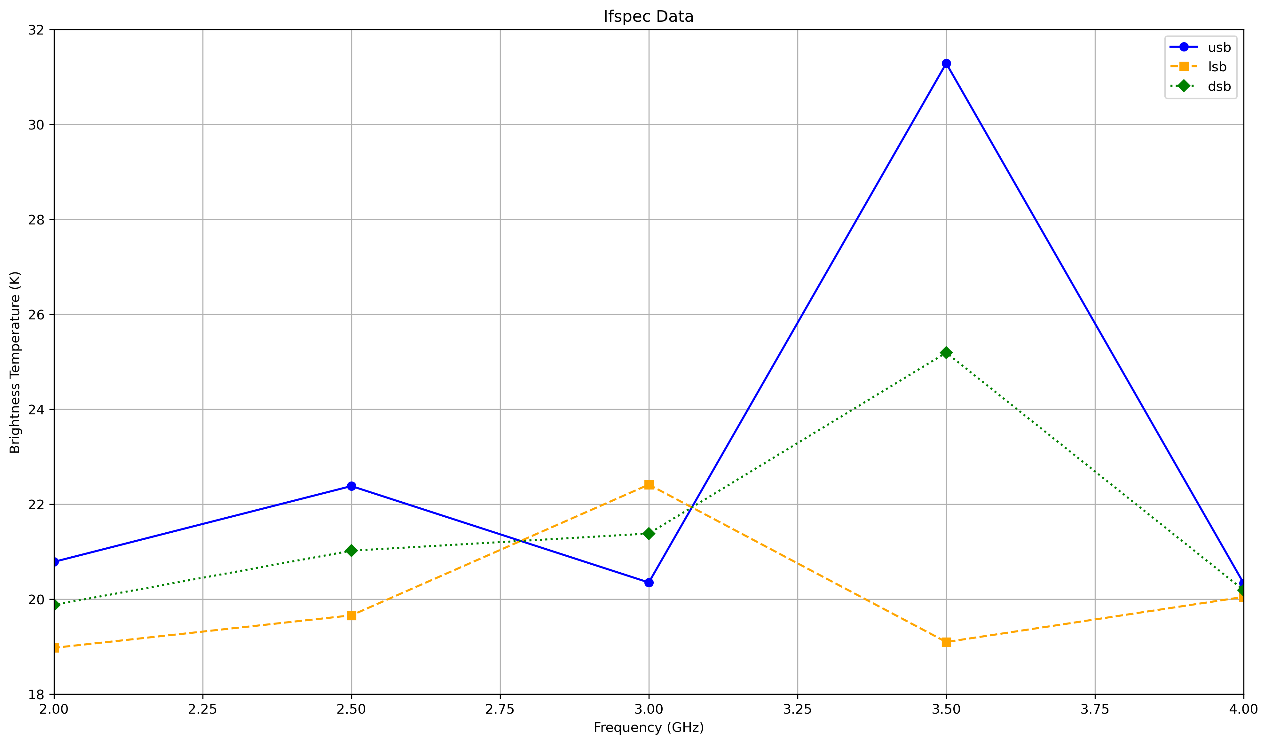 Ifspec Data
usb
lsb
dsb
Brightness Temperature (K)
32
30
28
26
24
22
20
18
2.00 2.25 2.50 2.75 3.00 3.25 3.50 3.75 4.00
Frequency (GHz)